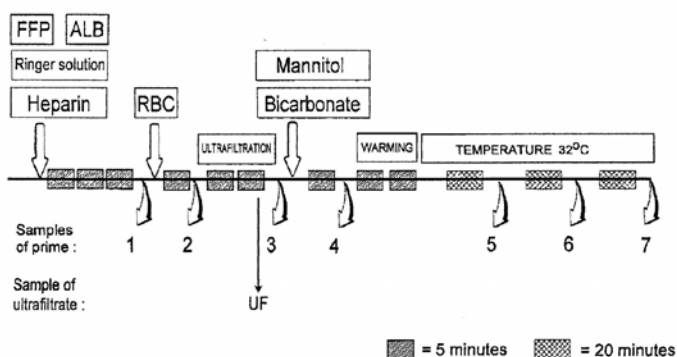 FFP ALB
Ringer solution
Heparin
RBC
ULTRAFILTRATION
Mannitol
Bicarbonate
WARMING
TEMPERATURE 32°C
Samples
of prime :
1 2 3 4 5 6 7
Sample of
ultrafiltrate :
UF
= 5 minutes = 20 minutes